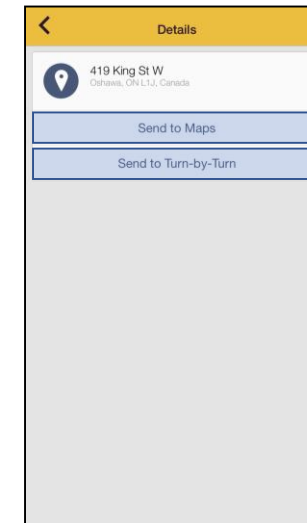 Details
419 King St W
Oshawa, ON L1J, Canada
Send to Maps
Send to Turn-by-Turn